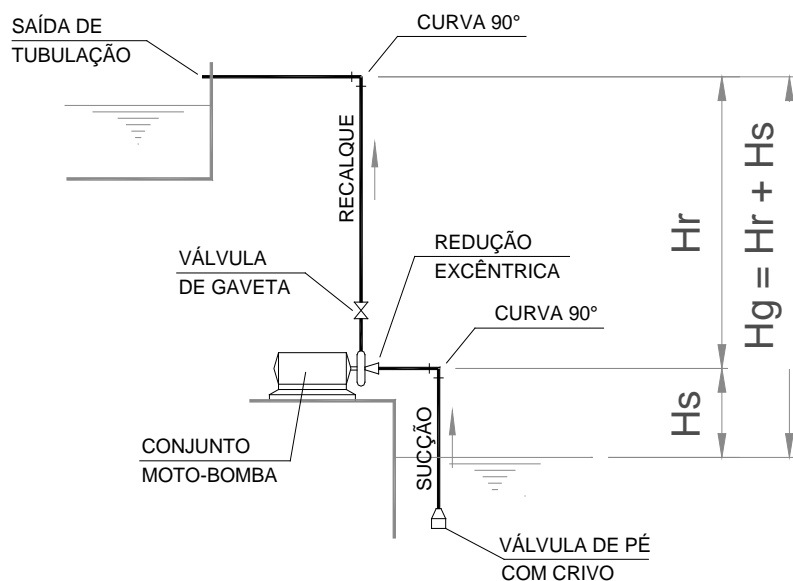 SAÍDA DE
TUBULAÇÃO
CURVA 90°
RECALQUE
VÁLVULA
DE GAVETA
REDUÇÃO
EXCÊNTRICA
CURVA 90°
Hr
Hg = Hr + Hs
Hs
SUCÇÃO
CONJUNTO
MOTO-BOMBA
VÁLVULA DE PÉ
COM CRIVO